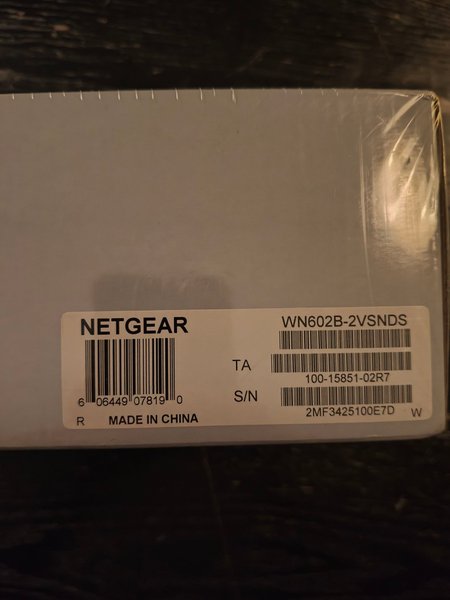 NETGEAR
WN602B-2VSNDS
TA
100-15851-02R7
S/N
2MF3425100E7D
6 06449 07819 0
R MADE IN CHINA
W